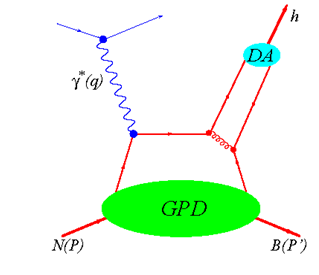 h
DA
γ*(q)
GPD
N(P) B(P')